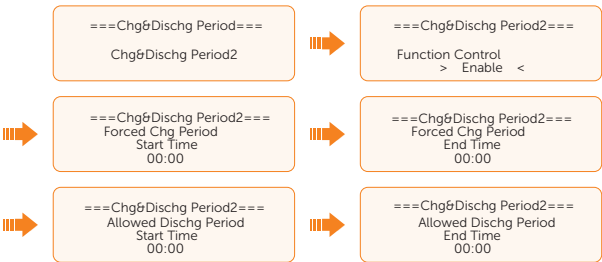 ===Chg&Dischg Period===
Chg&Dischg Period2
===Chg&Dischg Period2===
Function Control
> Enable <
===Chg&Dischg Period2===
Forced Chg Period
Start Time
00:00
===Chg&Dischg Period2===
Forced Chg Period
End Time
00:00
===Chg&Dischg Period2===
Allowed Dischg Period
Start Time
00:00
===Chg&Dischg Period2===
Allowed Dischg Period
End Time
00:00